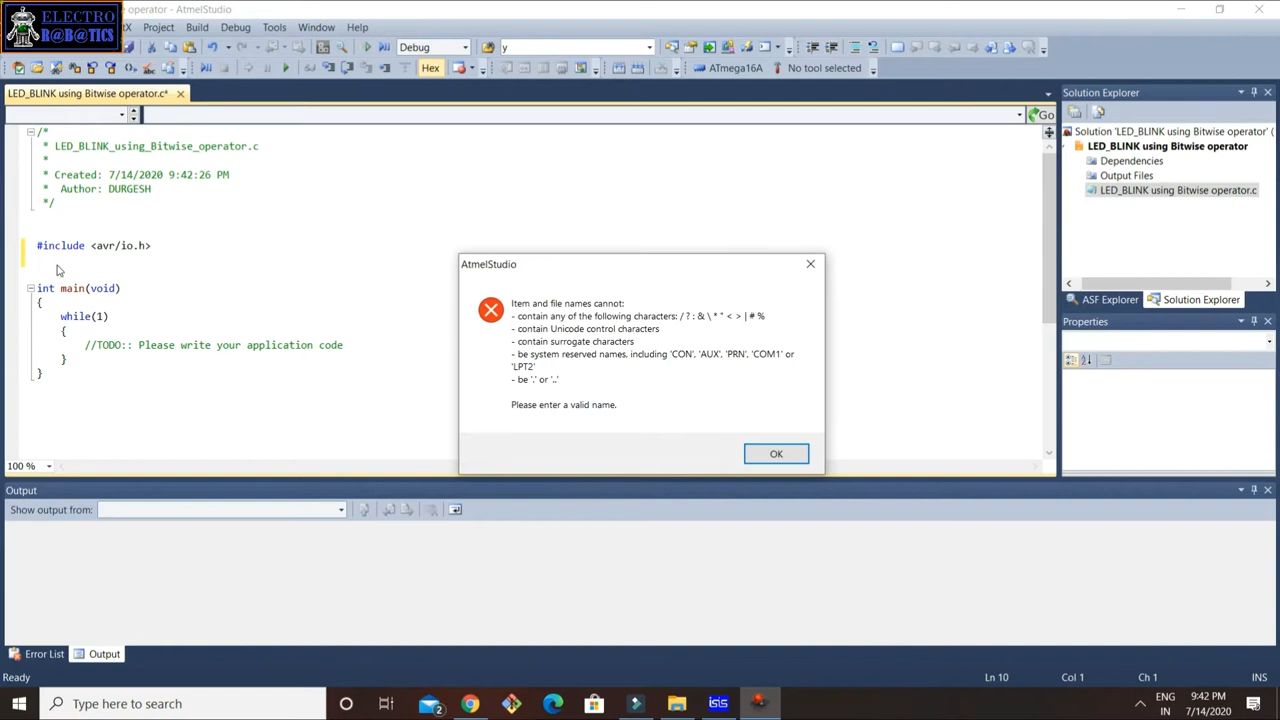 ELECTRO
R@B@TICS
operator - AtmelStudio
X Project Build Debug Tools Window Help
Debug
y
Hex
ATmega16A
No tool selected
LED_BLINK using Bitwise operator.c*
Go
/*
* LED_BLINK_using_Bitwise_operator.c
*
* Created: 7/14/2020 9:42:26 PM
* Author: DURGESH
*/
#include <avr/io.h>
int main(void)
{
while(1)
{
//TODO:: Please write your application code
}
}
100 %
AtmelStudio
Item and file names cannot:
- contain any of the following characters: / ? : & \ * " < > | # %
- contain Unicode control characters
- contain surrogate characters
- be system reserved names, including 'CON', 'AUX', 'PRN', 'COM1' or
'LPT2'
- be '.' or '..'
Please enter a valid name.
OK
Solution Explorer
Solution 'LED_BLINK using Bitwise operator' (
LED_BLINK using Bitwise operator
Dependencies
Output Files
LED_BLINK using Bitwise operator.c
ASF Explorer
Solution Explorer
Properties
Output
Show output from:
Error List
Output
Ready
Ln 10
Col 1
Ch 1
INS
Type here to search
2
isis
ENG
IN
9:42 PM
7/14/2020